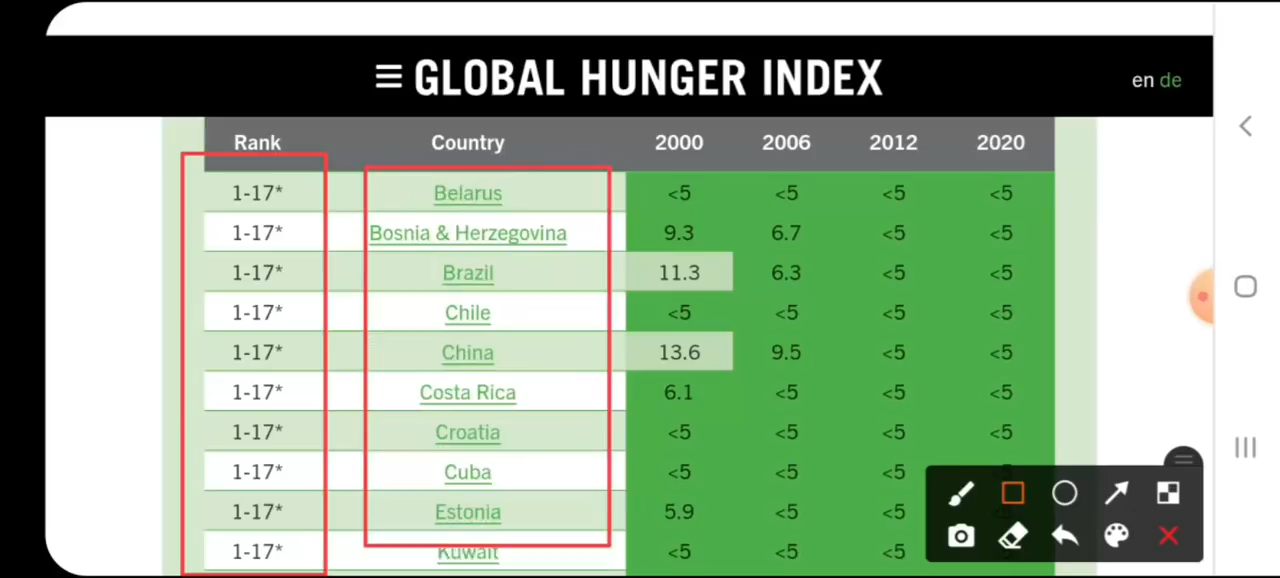 ≡ GLOBAL HUNGER INDEX
en de
Rank Country 2000 2006 2012 2020
1-17* Belarus <5 <5 <5 <5
1-17* Bosnia & Herzegovina 9.3 6.7 <5 <5
1-17* Brazil 11.3 6.3 <5 <5
1-17* Chile <5 <5 <5 <5
1-17* China 13.6 9.5 <5 <5
1-17* Costa Rica 6.1 <5 <5 <5
1-17* Croatia <5 <5 <5 <5
1-17* Cuba <5 <5 <5
1-17* Estonia 5.9 <5 <5
1-17* Kuwait <5 <5 <5